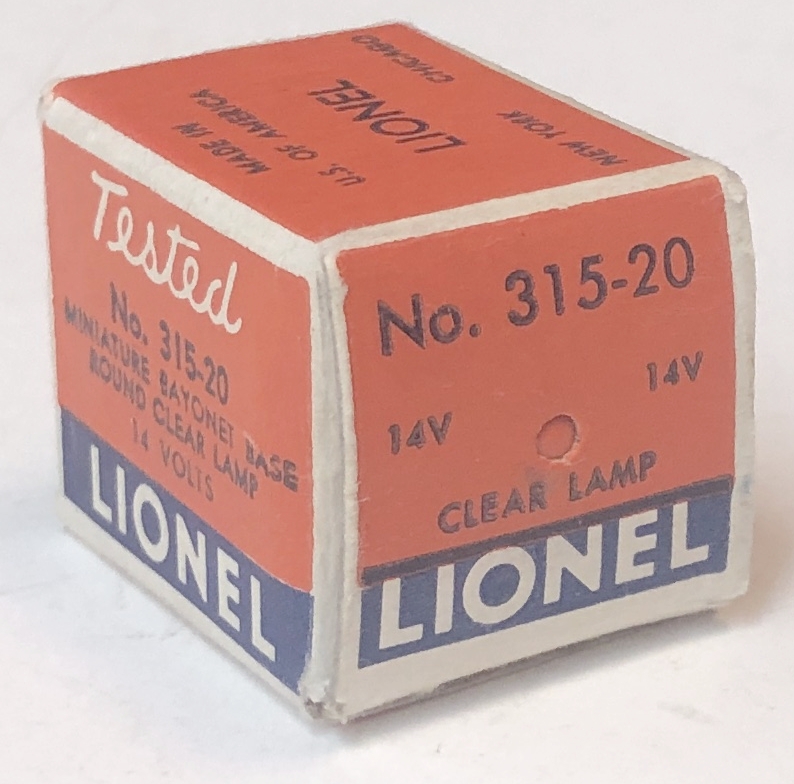 CHICAGO
NEW YORK
LIONEL
MADE IN
U.S. OF AMERICA
Tested
No. 315-20
MINIATURE BAYONET BASE
ROUND CLEAR LAMP
14 VOLTS
LIONEL
No. 315-20
14V 14V
CLEAR LAMP
LIONEL